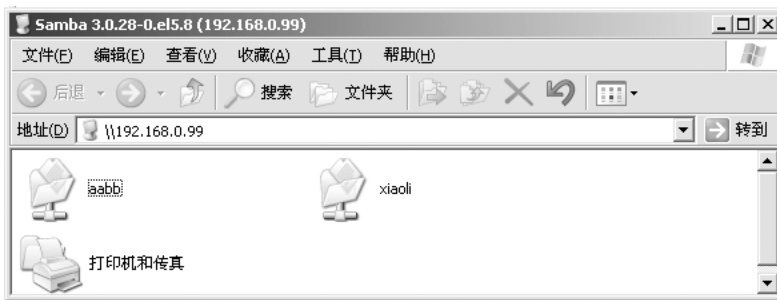 Samba 3.0.28-0.el5.8 (192.168.0.99)
文件(F) 编辑(E) 查看(V) 收藏(A) 工具(T) 帮助(H)
后退 搜索 文件夹
地址(D) \\192.168.0.99 转到
aabb xiaoli
打印机和传真